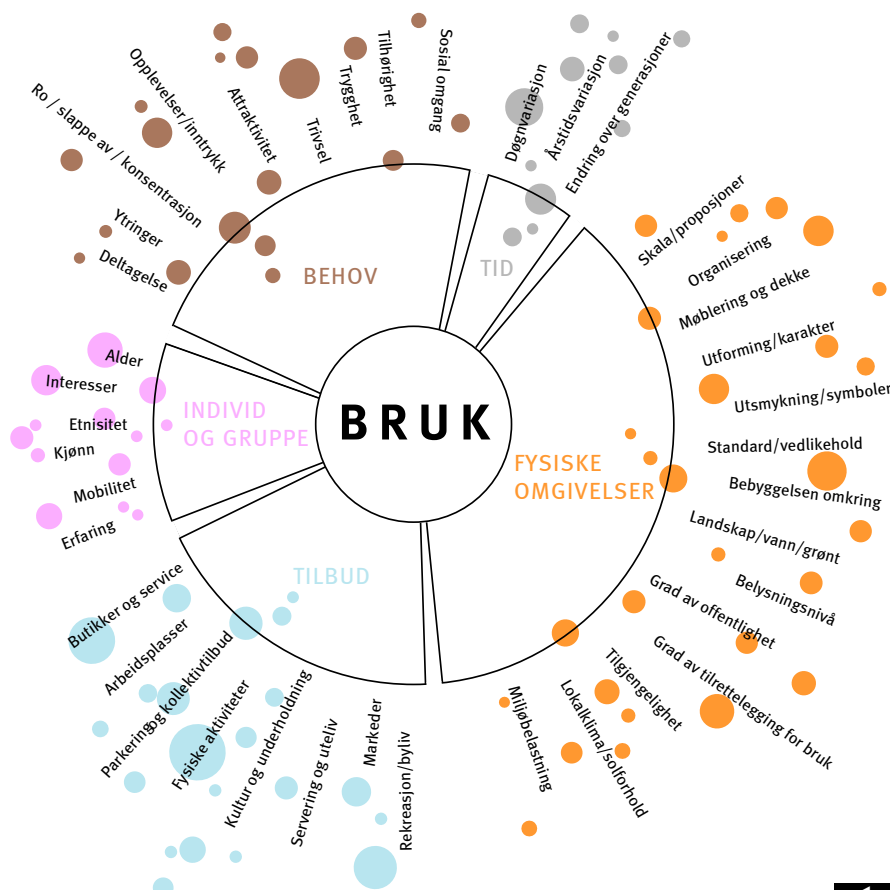 BRUK
BEHOV
Deltagelse
Ytringer
Ro / slappe av / konsentrasjon
Opplevelser/inntrykk
Attraktivitet
Trivsel
Trygghet
Tilhørighet
Sosial omgang
TID
Døgnvariasjon
Årstidsvariasjon
Endring over generasjoner
FYSISKE
OMGIVELSER
Skala/proposjoner
Organisering
Møblering og dekke
Utforming/karakter
Utsmykning/symboler
Standard/vedlikehold
Bebyggelsen omkring
Landskap/vann/grønt
Belysningsnivå
Grad av offentlighet
Grad av tilrettelegging for bruk
Tilgjengelighet
Lokalklima/solforhold
Miljøbelastning
TILBUD
Rekreasjon/byliv
Markeder
Servering og uteliv
Kultur og underholdning
Fysiske aktiviteter
Parkering og kollektivtilbud
Arbeidsplasser
Butikker og service
INDIVID
OG GRUPPE
Erfaring
Mobilitet
Kjønn
Etnisitet
Interesser
Alder